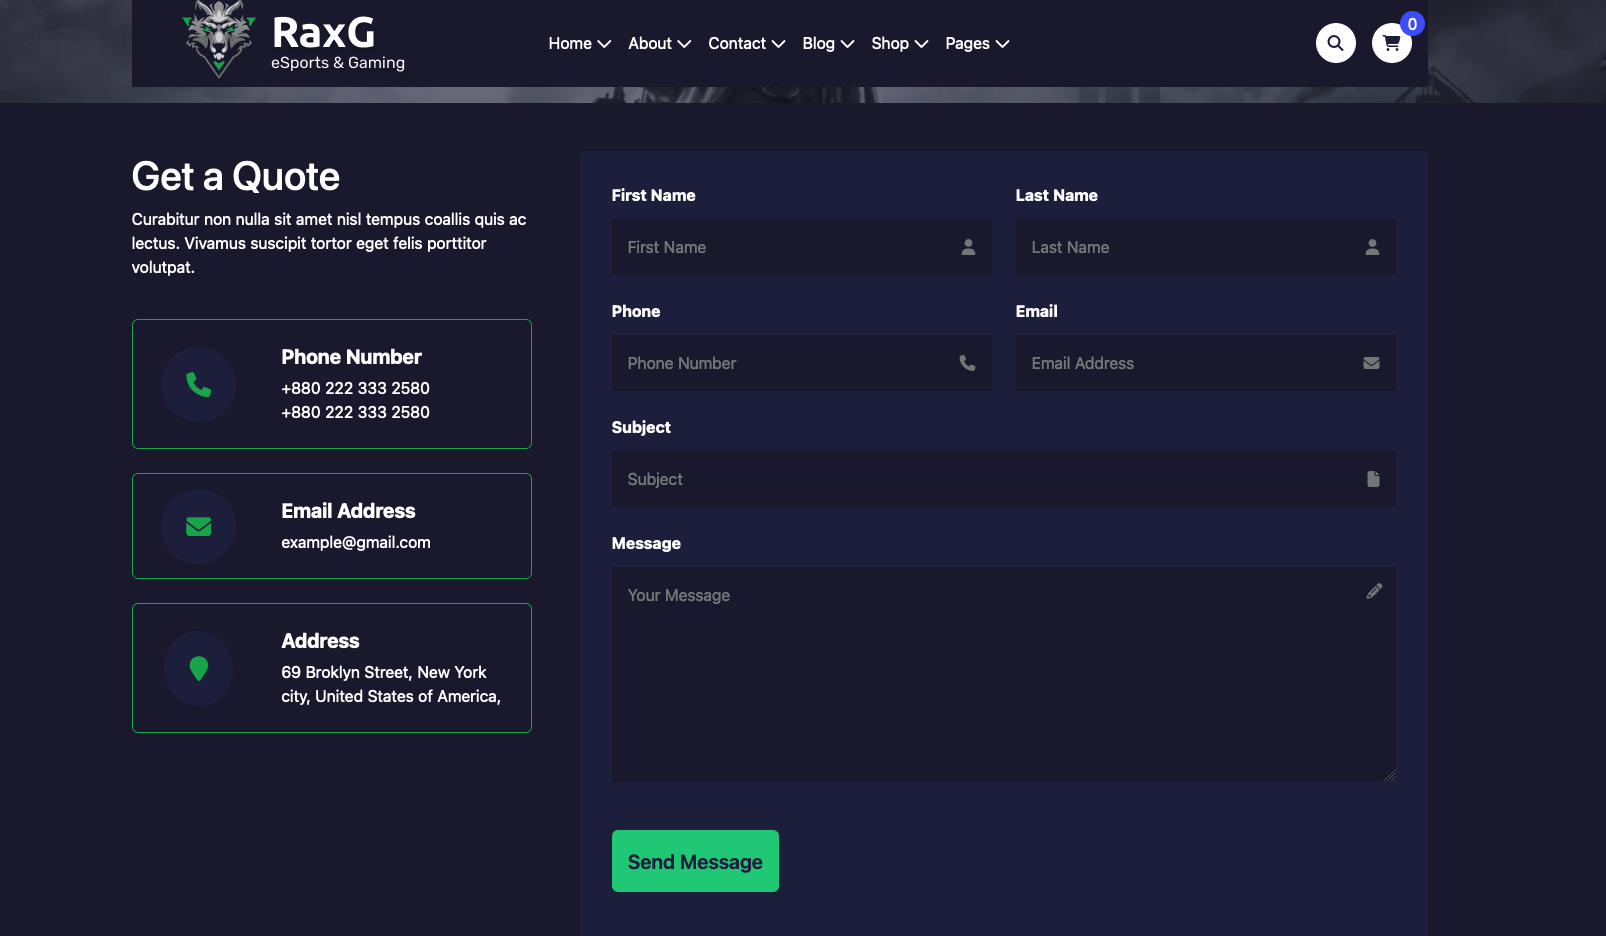 RaxG
eSports & Gaming
Home About Contact Blog Shop Pages
0
Get a Quote
Curabitur non nulla sit amet nisl tempus coallis quis ac
lectus. Vivamus suscipit tortor eget felis porttitor
volutpat.
Phone Number
+880 222 333 2580
+880 222 333 2580
Email Address
example@gmail.com
Address
69 Broklyn Street, New York
city, United States of America,
First Name Last Name
First Name Last Name
Phone Email
Phone Number Email Address
Subject
Subject
Message
Your Message
Send Message